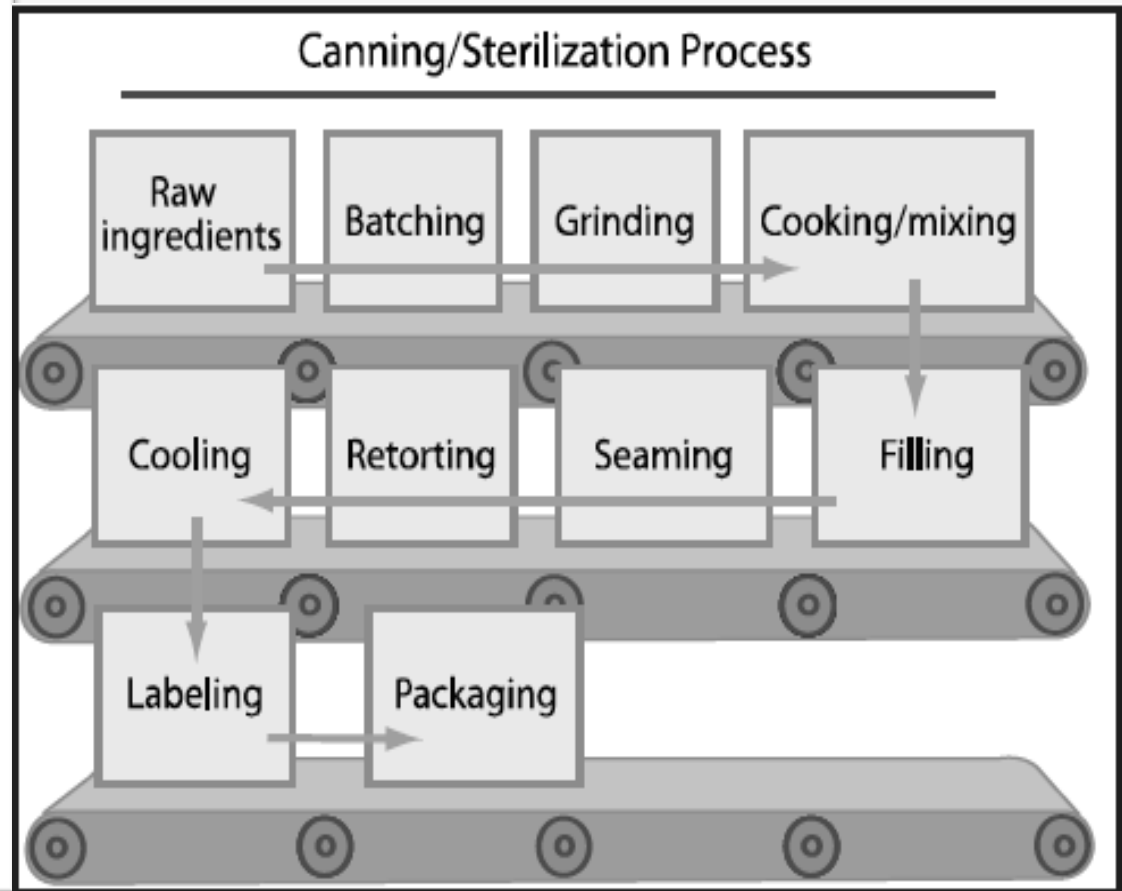 Canning/Sterilization Process
Raw
ingredients
Batching
Grinding
Cooking/mixing
Cooling
Retorting
Seaming
Filling
Labeling
Packaging